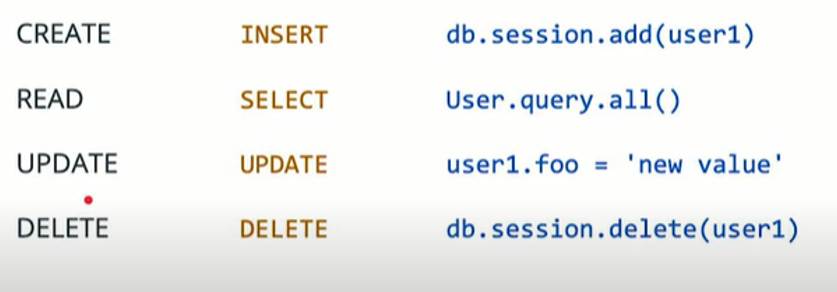 CREATE INSERT db.session.add(user1)
READ SELECT User.query.all()
UPDATE UPDATE user1.foo = 'new value'
DELETE DELETE db.session.delete(user1)